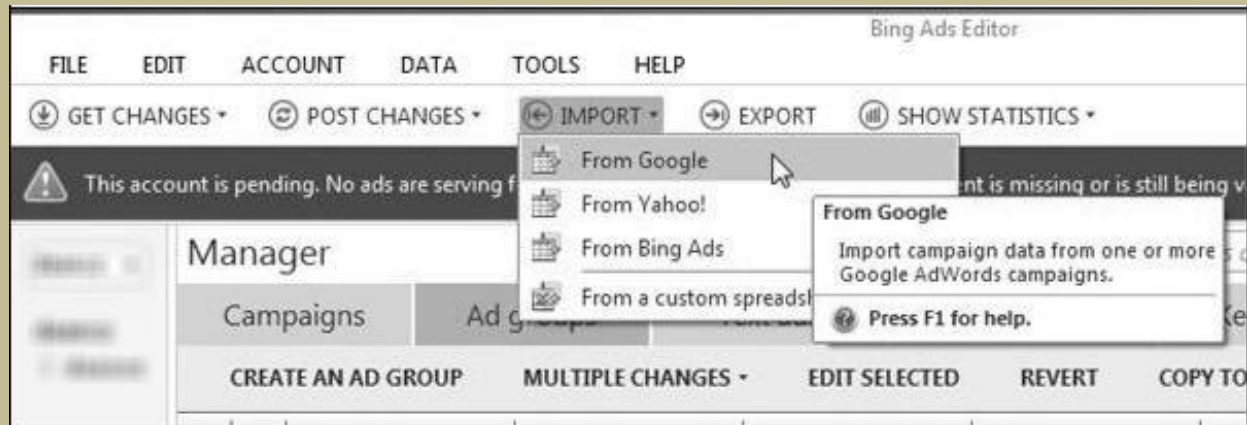 Bing Ads Editor
FILE EDIT ACCOUNT DATA TOOLS HELP
GET CHANGES POST CHANGES IMPORT EXPORT SHOW STATISTICS
From Google
This account is pending. No ads are serving nt is missing or is still being
From Yahoo!
From Google
Manager
From Bing Ads
Import campaign data from one or more
Google AdWords campaigns.
From a custom spreadsh
Press F1 for help.
Campaigns Ad groups
CREATE AN AD GROUP MULTIPLE CHANGES EDIT SELECTED REVERT COPY TO